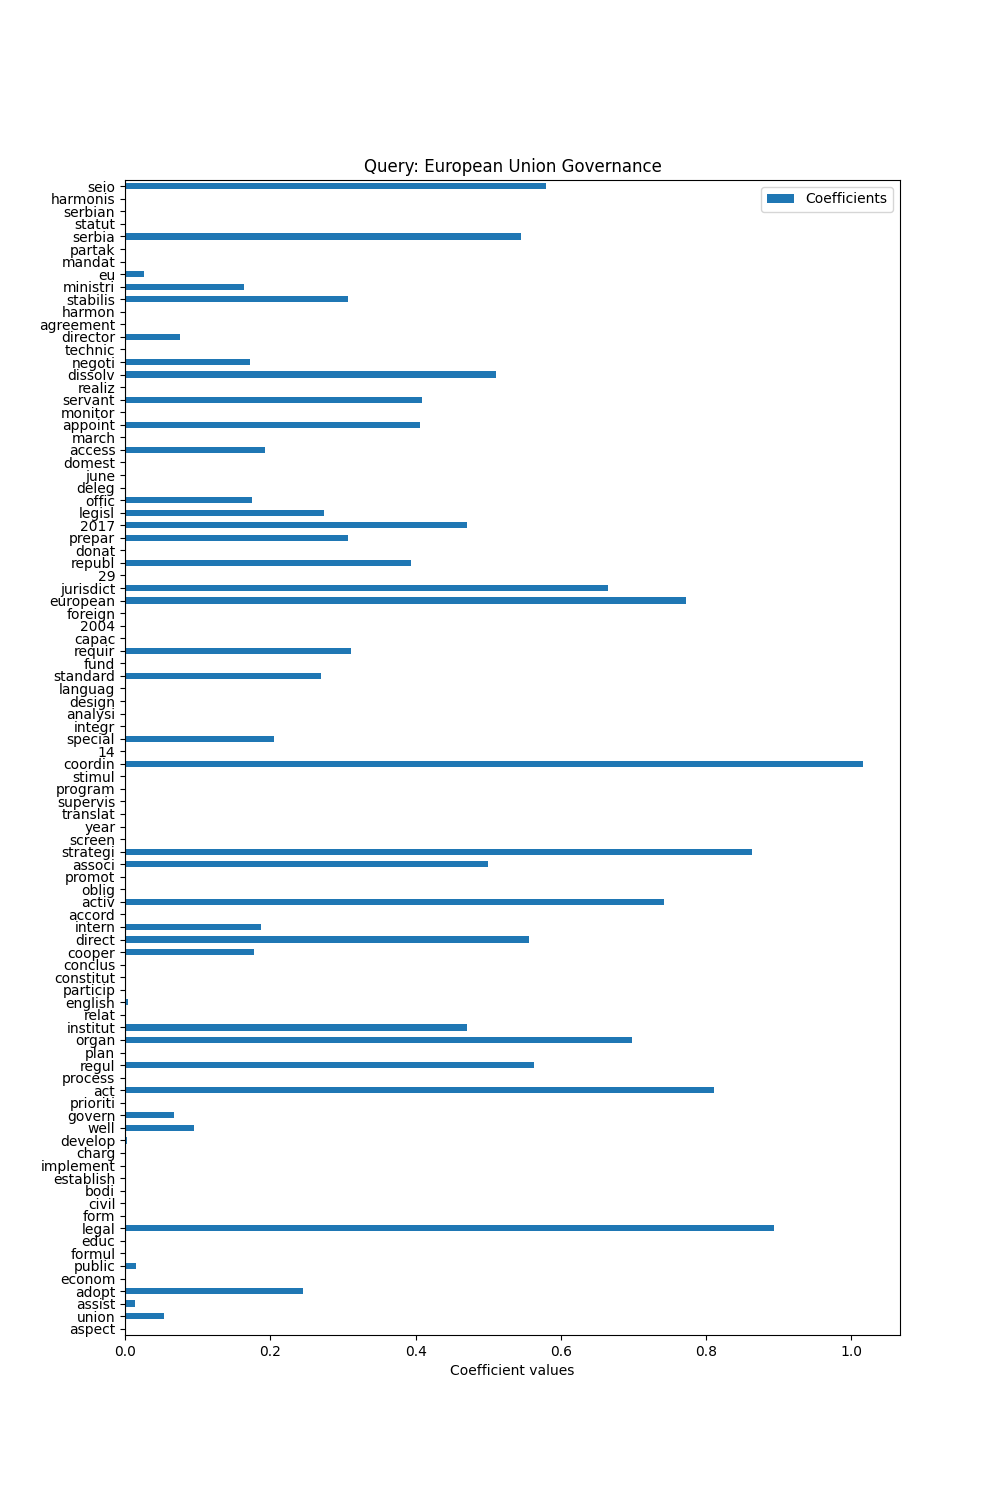 Query: European Union Governance
Coefficients
seio
harmonis
serbian
statut
serbia
partak
mandat
eu
ministri
stabilis
harmon
agreement
director
technic
negoti
dissolv
realiz
servant
monitor
appoint
march
access
domest
june
deleg
offic
legisl
2017
prepar
donat
republ
29
jurisdict
european
foreign
2004
capac
requir
fund
standard
languag
design
analysi
integr
special
14
coordin
stimul
program
supervis
translat
year
screen
strategi
associ
promot
oblig
activ
accord
intern
direct
cooper
conclus
constitut
particip
english
relat
institut
organ
plan
regul
process
act
prioriti
govern
well
develop
charg
implement
establish
bodi
civil
form
legal
educ
formul
public
econom
adopt
assist
union
aspect
0.0 0.2 0.4 0.6 0.8 1.0
Coefficient values